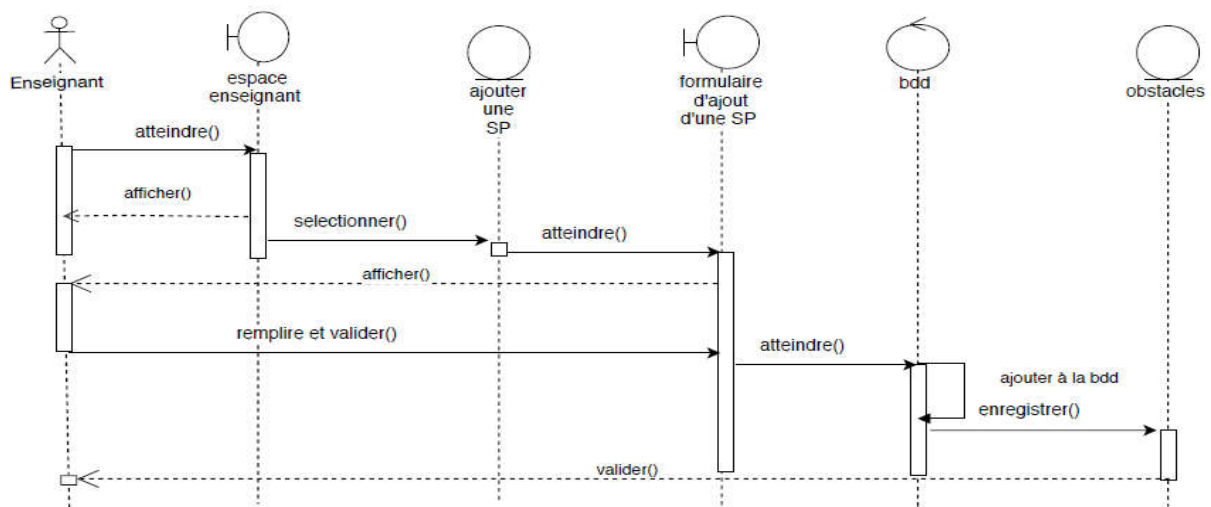 Enseignant
espace
enseignant
ajouter
une
SP
formulaire
d'ajout
d'une SP
bdd
obstacles
atteindre()
afficher()
selectionner()
atteindre()
afficher()
remplire et valider()
atteindre()
ajouter à la bdd
enregistrer()
valider()